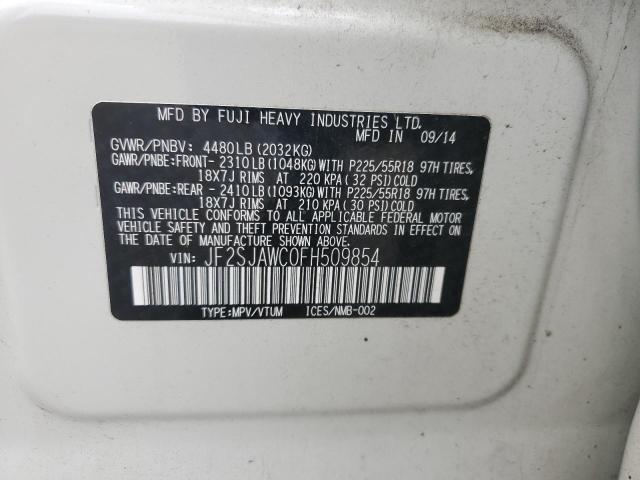 MFD BY FUJI HEAVY INDUSTRIES LTD.
MFD IN 09/14
GVWR/PNBV: 4480LB(2032KG)
GAWR/PNBE:FRONT- 2310LB(1048KG)WITH P225/55R18 97H TIRES,
18X7J RIMS AT 220 KPA(32 PSI)COLD
GAWR/PNBE:REAR -2410LB(1093KG)WITH P225/55R18 97H TIRES,
18X7J RIMS AT 210 KPA(30 PSI)COLD
THIS VEHICLE CONFORMS TO ALL APPLICABLE FEDERAL MOTOR
VEHICLE SAFETY AND THEFT PREVENTION STANDARDS IN
EFFECT ON THE DATE OF MANUFACTURE SHOWN ABOVE.
VIN: JF2SJAWC0FH509854
TYPE:MPV/VTUM ICES/NMB-002